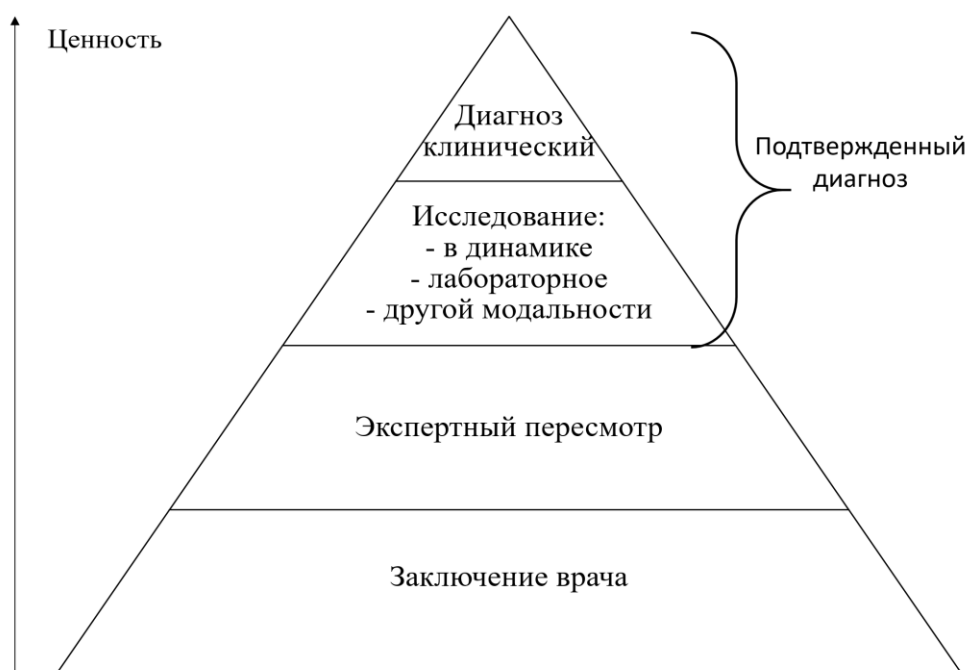 Ценность
Диагноз
клинический
Подтвержденный
диагноз
Исследование:
- в динамике
- лабораторное
- другой модальности
Экспертный пересмотр
Заключение врача